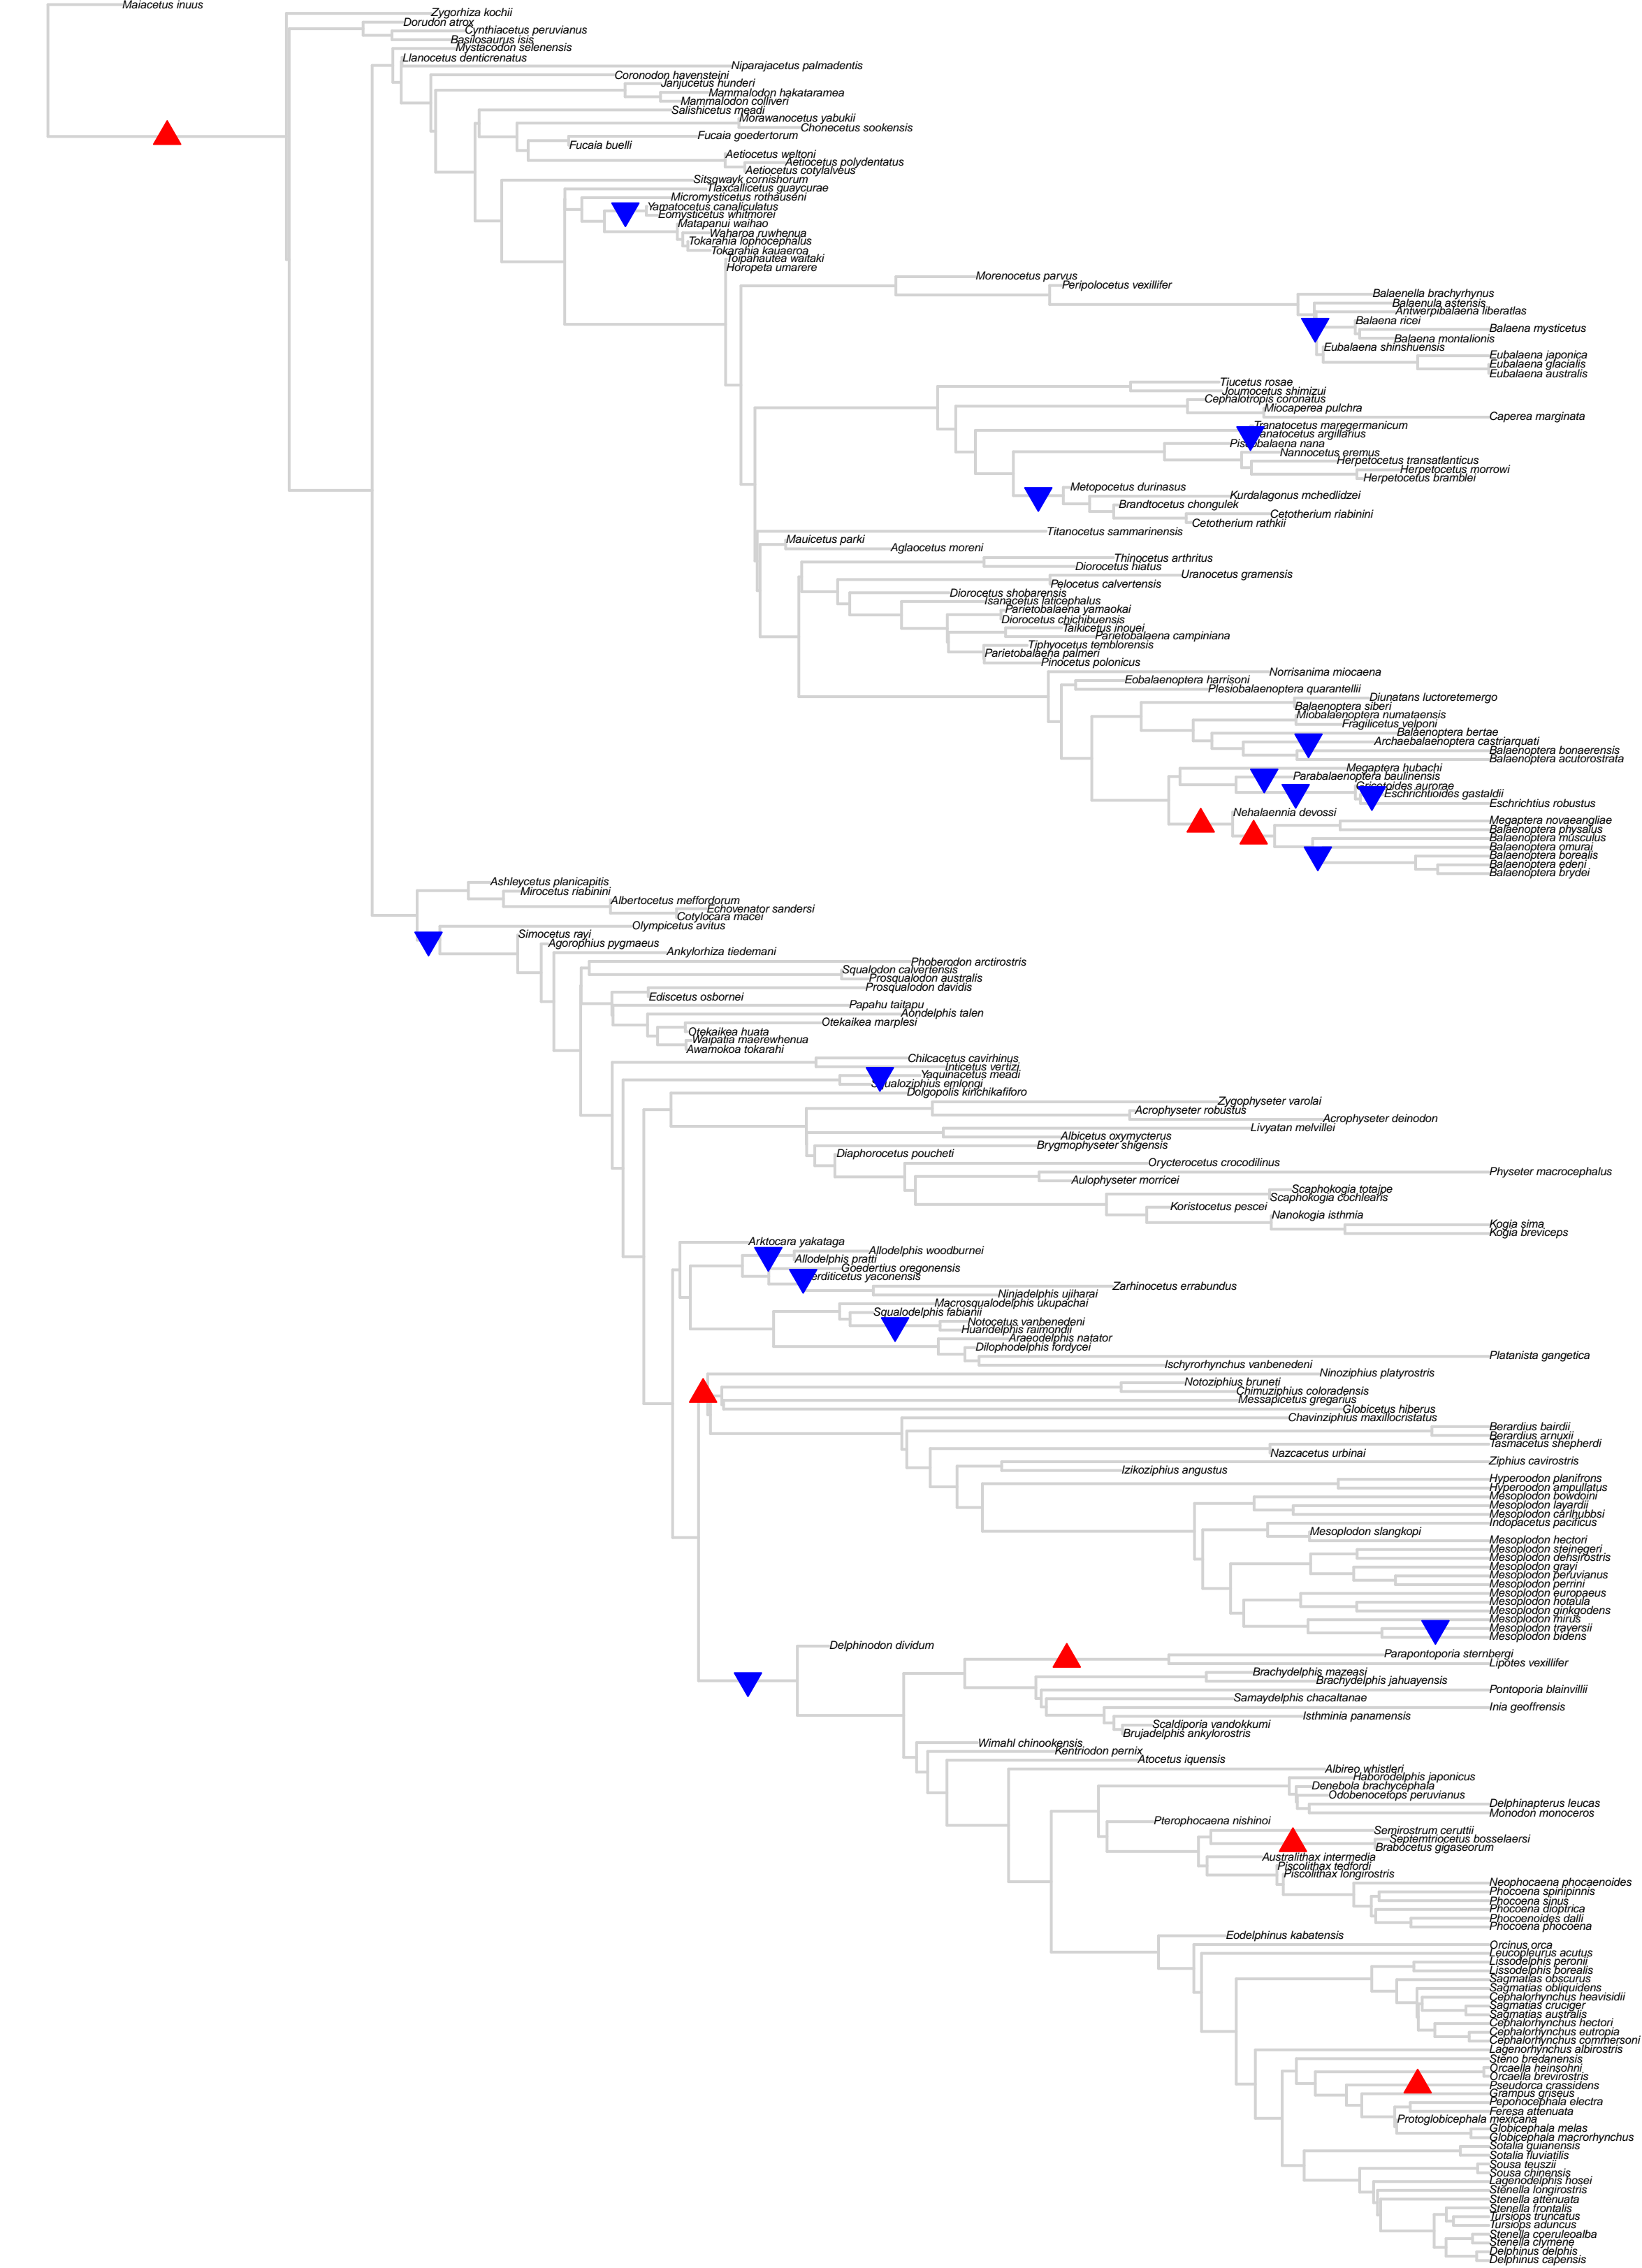 Maiacetus inuus
Zygorhiza kochii
Dorudon atrox
Cynthiacetus peruvianus
Basilosaurus isis
Mystacodon selenensis
Llanocetus denticrenatus
Niparajacetus palmadentis
Coronodon havensteini
Janjucetus hunderi
Mammalodon hakataramea
Mammalodon colliveri
Salishicetus meadi
Morawanocetus yabukii
Chonecetus sookensis
Fucaia goedertorum
Fucaia buelli
Aetiocetus weltoni
Aetiocetus polydentatus
Aetiocetus cotylalveus
Sitsqwayk cornishorum
Tlaxcallicetus guaycurae
Micromysticetus rothauseni
Yamatocetus canaliculatus
Eomysticetus whitmorei
Matapanui waihao
Waharoa ruwhenua
Tokarahia lophocephalus
Tokarahia kauaeroa
Toipahautea waitaki
Horopeta umarere
Morenocetus parvus
Peripolocetus vexillifer
Balaenella brachyrhynus
Balaenula astensis
Antwerpibalaena liberatlas
Balaena ricei
Balaena mysticetus
Balaena montalionis
Eubalaena shinshuensis
Eubalaena japonica
Eubalaena glacialis
Eubalaena australis
Tiucetus rosae
Joumocetus shimizui
Cephalotropis coronatus
Miocaperea pulchra
Caperea marginata
Tranatocetus maregermanicum
argillarius
nana
Nannocetus eremus
Herpetocetus transatlanticus
Herpetocetus morrowi
Herpetocetus bramblei
Metopocetus durinasus
Kurdalagonus mchedlidzei
Brandtocetus chongulek
Cetotherium riabinini
Cetotherium rathkii
Titanocetus sammarinensis
Mauicetus parki
Aglaocetus moreni
Thinocetus arthritus
Diorocetus hiatus
Uranocetus gramensis
Pelocetus calvertensis
Diorocetus shobarensis
Isanacetus laticephalus
Parietobalaena yamaokai
Diorocetus chichibuensis
Taikicetus inouei
Parietobalaena campiniana
Tiphyocetus temblorensis
Parietobalaena palmeri
Pinocetus polonicus
Norrisanima miocaena
Eobalaenoptera harrisoni
Plesiobalaenoptera quarantellii
Diunatans luctoretemergo
Balaenoptera siberi
Miobalaenoptera numataensis
Fragilicetus velponi
Balaenoptera bertae
Archaebalaenoptera castriarquati
Balaenoptera bonaerensis
Balaenoptera acutorostrata
Megaptera hubachi
Parabalaenoptera baulinensis
aurorae
Eschrichtioides gastaldii
Eschrichtius robustus
Nehalaennia devossi
Megaptera novaeangliae
Balaenoptera physalus
Balaenoptera musculus
Balaenoptera omurai
Balaenoptera borealis
Balaenoptera edeni
Balaenoptera brydei
Ashleycetus planicapitis
Mirocetus riabinini
Albertocetus meffordorum
Echovenator sandersi
Cotylocara macei
Olympicetus avitus
Simocetus rayi
Agorophius pygmaeus
Ankylorhiza tiedemani
Phoberodon arctirostris
Squalodon calvertensis
Prosqualodon australis
Prosqualodon davidis
Ediscetus osbornei
Papahu taitapu
Aondelphis talen
Otekaikea marplesi
Otekaikea huata
Waipatia maerewhenua
Awamokoa tokarahi
Chilcacetus cavirhinus
Inticetus vertizi
Yaquinacetus meadi
emlongi
Dolgopolis kinchikafiforo
Zygophyseter varolai
Acrophyseter robustus
Acrophyseter deinodon
Livyatan melvillei
Albicetus oxymycterus
Brygmophyseter shigensis
Diaphorocetus poucheti
Orycterocetus crocodilinus
Physeter macrocephalus
Aulophyseter morricei
Scaphokogia totajpe
Scaphokogia cochlearis
Koristocetus pescei
Nanokogia isthmia
Kogia sima
Kogia breviceps
Arktocara yakataga
Allodelphis woodburnei
Allodelphis pratti
Goedertius oregonensis
yaconensis
Zarhinocetus errabundus
Ninjadelphis ujiharai
Macrosqualodelphis ukupachai
Squalodelphis fabianii
Notocetus vanbenedeni
Huaridelphis raimondii
Araeodelphis natator
Dilophodelphis fordycei
Platanista gangetica
Ischyrorhynchus vanbenedeni
Ninoziphius platyrostris
Notoziphius bruneti
Chimuziphius coloradensis
Messapicetus gregarius
Globicetus hiberus
Chavinziphius maxillocristatus
Berardius bairdii
Berardius arnuxii
Tasmacetus shepherdi
Nazcacetus urbinai
Ziphius cavirostris
Izikoziphius angustus
Hyperoodon planifrons
Hyperoodon ampullatus
Mesoplodon bowdoini
Mesoplodon layardii
Mesoplodon carlhubbsi
Indopacetus pacificus
Mesoplodon slangkopi
Mesoplodon hectori
Mesoplodon stejnegeri
Mesoplodon densirostris
Mesoplodon grayi
Mesoplodon peruvianus
Mesoplodon perrini
Mesoplodon europaeus
Mesoplodon hotaula
Mesoplodon ginkgodens
Mesoplodon mirus
Mesoplodon traversii
Mesoplodon bidens
Delphinodon dividum
Parapontoporia sternbergi
Lipotes vexillifer
Brachydelphis mazeasi
Brachydelphis jahuayensis
Pontoporia blainvillii
Samaydelphis chacaltanae
Inia geoffrensis
Isthminia panamensis
Scaldiporia vandokkumi
Brujadelphis ankylorostris
Wimahl chinookensis
Kentriodon pernix
Atocetus iquensis
Albireo whistleri
Haborodelphis japonicus
Denebola brachycephala
Odobenocetops peruvianus
Delphinapterus leucas
Monodon monoceros
Pterophocaena nishinoi
Semirostrum ceruttii
Septemtriocetus bosselaersi
Brabocetus gigaseorum
Australithax intermedia
Piscolithax tedfordi
Piscolithax longirostris
Neophocaena phocaenoides
Phocoena spinipinnis
Phocoena sinus
Phocoena dioptrica
Phocoenoides dalli
Phocoena phocoena
Eodelphinus kabatensis
Orcinus orca
Leucopleurus acutus
Lissodelphis peronii
Lissodelphis borealis
Sagmatias obscurus
Sagmatias obliquidens
Cephalorhynchus heavisidii
Sagmatias cruciger
Sagmatias australis
Cephalorhynchus hectori
Cephalorhynchus eutropia
Cephalorhynchus commersoni
Lagenorhynchus albirostris
Steno bredanensis
Orcaella heinsohni
Orcaella brevirostris
Pseudorca crassidens
Grampus griseus
Peponocephala electra
Feresa attenuata
Protoglobicephala mexicana
Globicephala melas
Globicephala macrorhynchus
Sotalia guianensis
Sotalia fluviatilis
Sousa teuszii
Sousa chinensis
Lagenodelphis hosei
Stenella longirostris
Stenella attenuata
Stenella frontalis
Tursiops truncatus
Tursiops aduncus
Stenella coeruleoalba
Stenella clymene
Delphinus delphis
Delphinus capensis